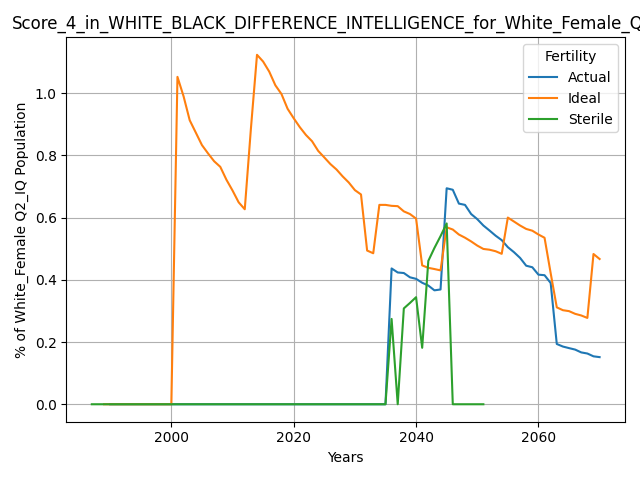 Score_4_in_WHITE_BLACK_DIFFERENCE_INTELLIGENCE_for_White_Female_Q
Fertility
Actual
Ideal
Sterile
% of White_Female Q2_IQ Population
1.0
0.8
0.6
0.4
0.2
0.0
2000
2020
2040
2060
Years